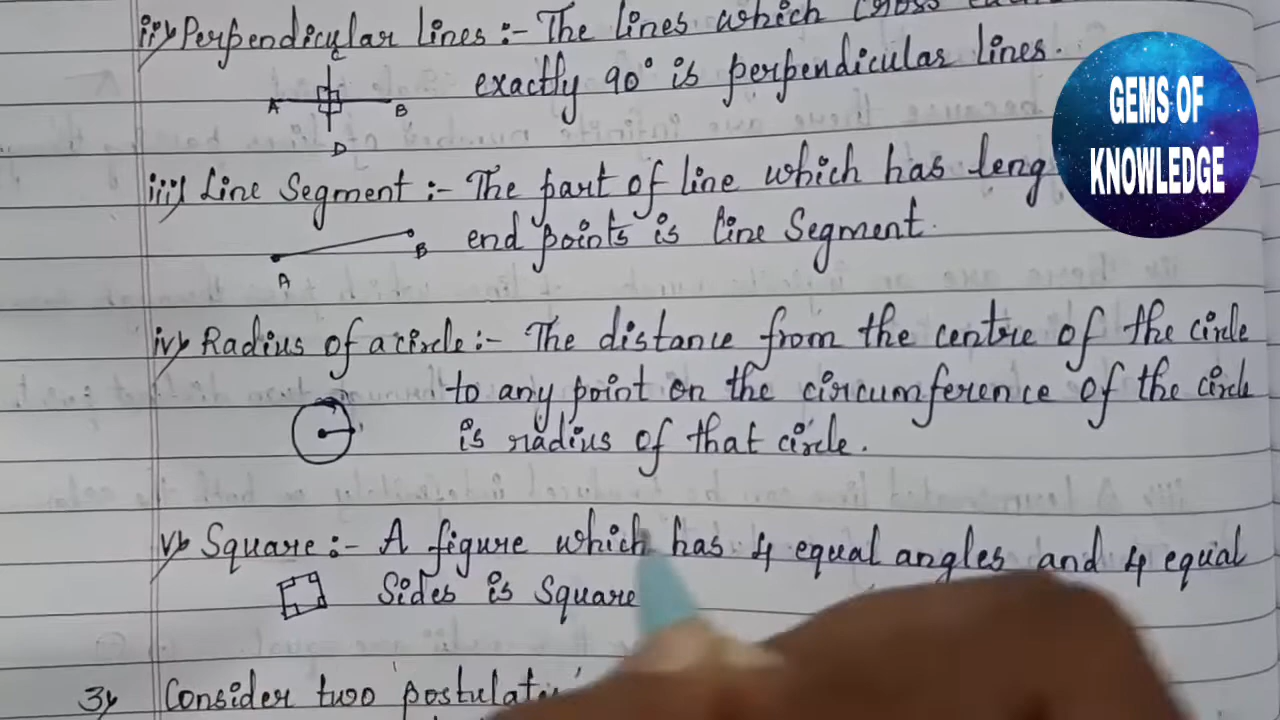 ii) Perpendicular lines :- The lines which cross
C
exactly 90° is perpendicular lines.
A B
D
GEMS OF
KNOWLEDGE
iii) Line Segment :- The part of line which has leng
end points is line Segment.
A B
iv) Radius of a circle :- The distance from the centre of the circle
to any point on the circumference of the circle
is radius of that circle.
v) Square :- A figure which has 4 equal angles and 4 equal
Sides is Square
3) Consider two postulat